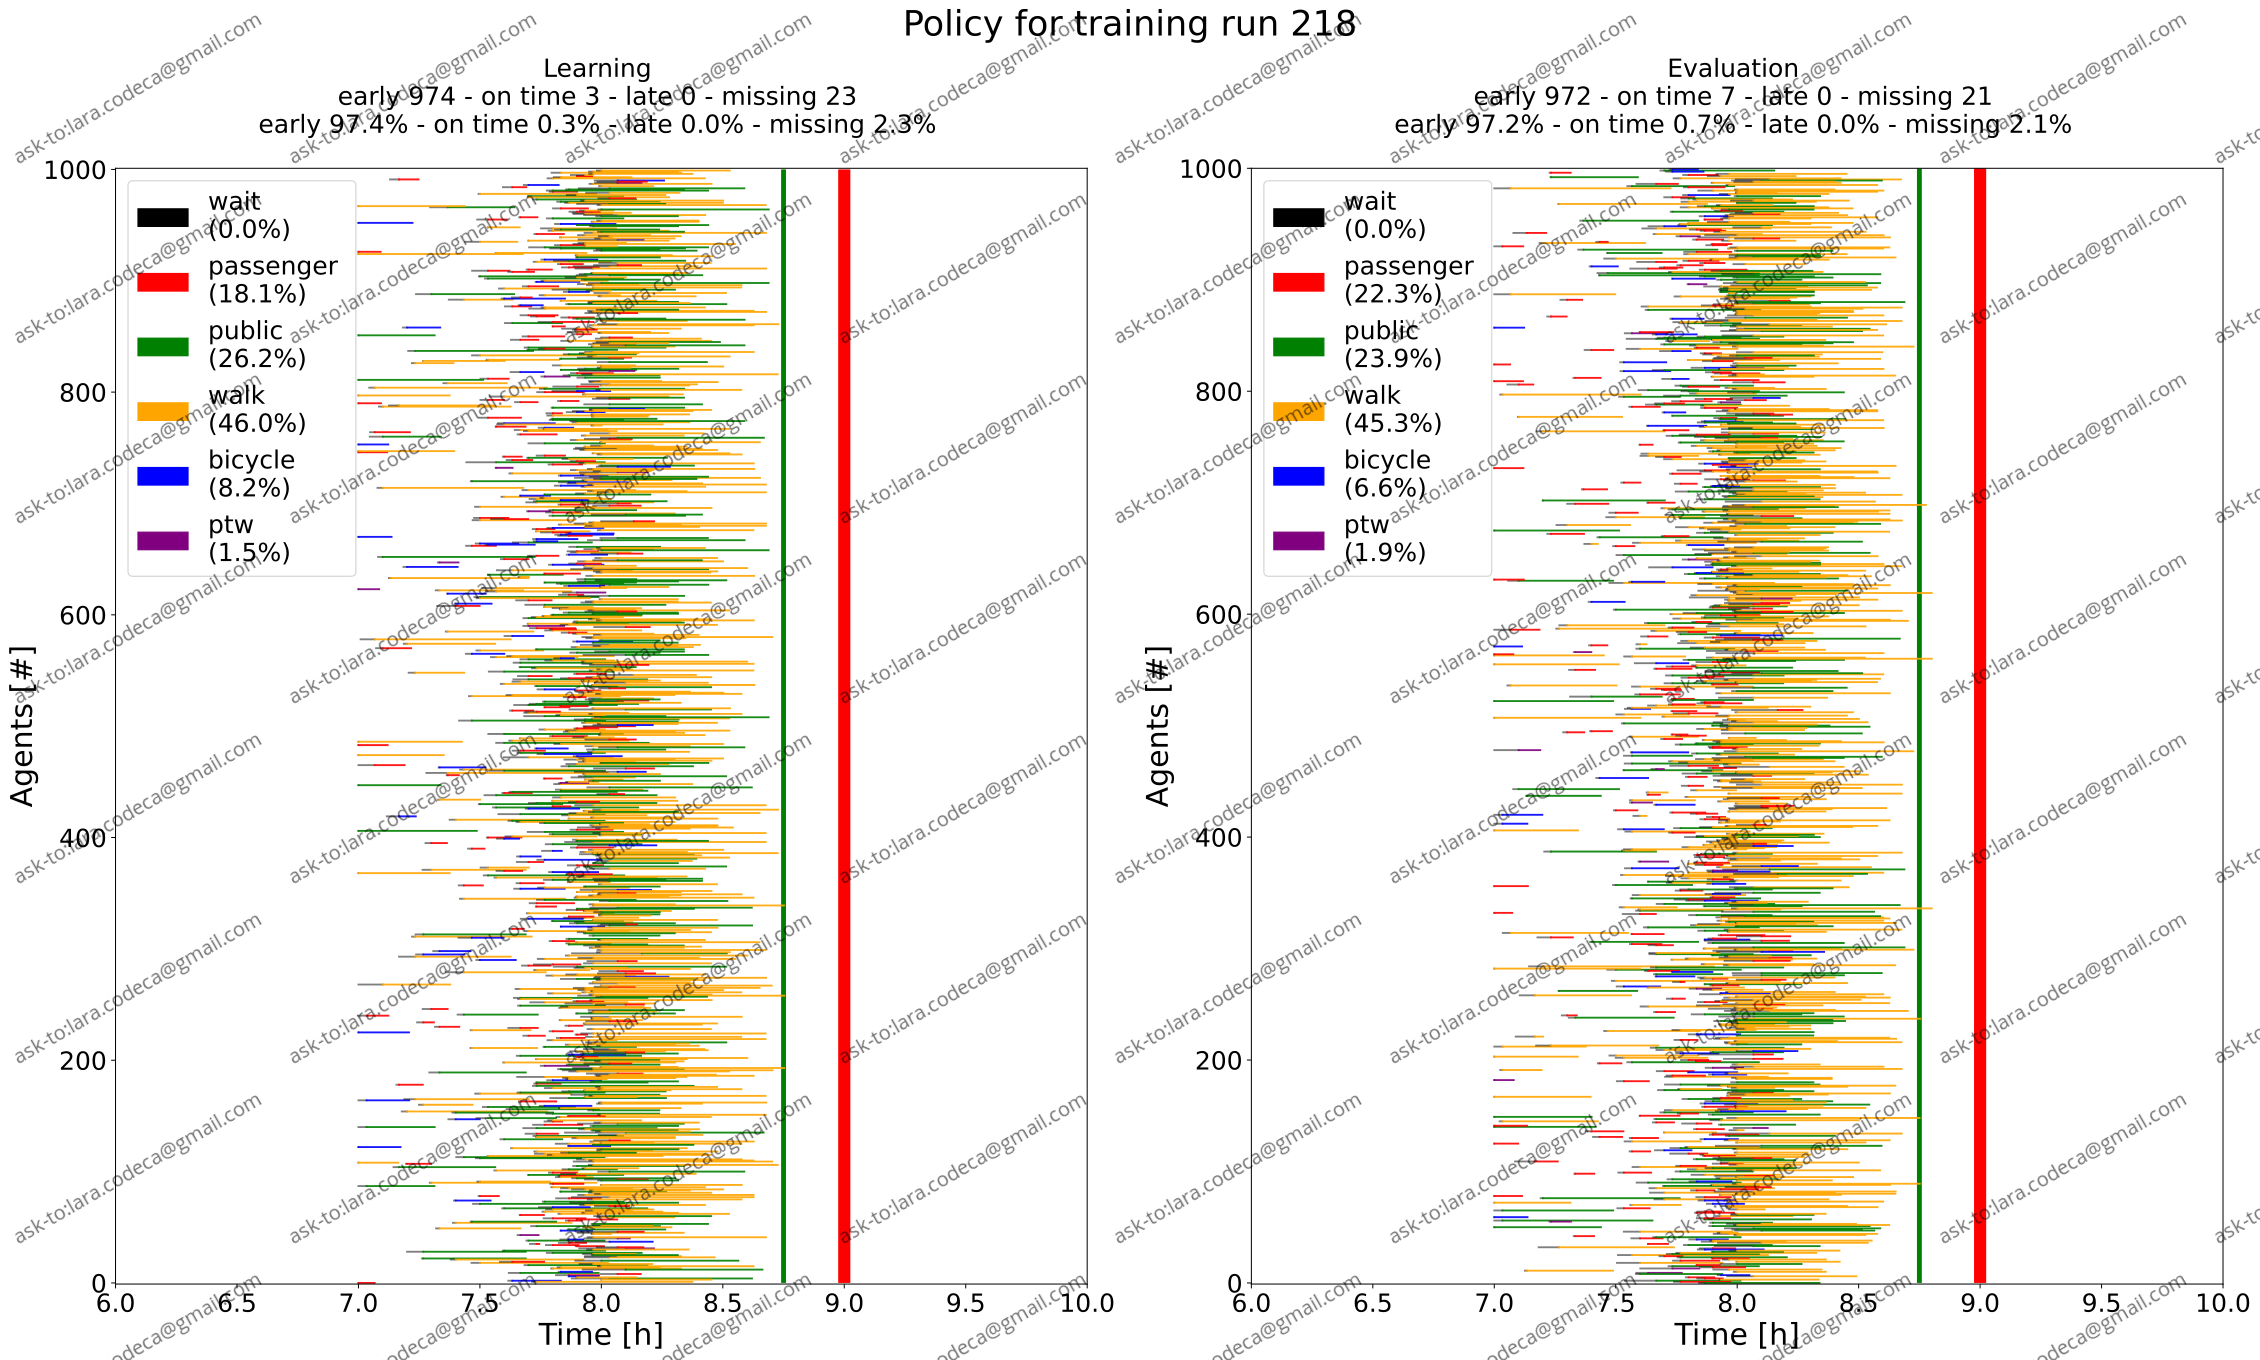 Policy for training run 218
Learning
early 974 - on time 3 - late 0 - missing 23
early 97.4% - on time 0.3% - late 0.0% - missing 2.3%
1000
800
600
400
200
0
Agents [#]
wait
(0.0%)
passenger
(18.1%)
public
(26.2%)
walk
(46.0%)
bicycle
(8.2%)
ptw
(1.5%)
6.0 6.5 7.0 7.5 8.0 8.5 9.0 9.5 10.0
Time [h]
Evaluation
early 972 - on time 7 - late 0 - missing 21
early 97.2% - on time 0.7% - late 0.0% - missing 2.1%
1000
800
600
400
200
0
Agents [#]
wait
(0.0%)
passenger
(22.3%)
public
(23.9%)
walk
(45.3%)
bicycle
(6.6%)
ptw
(1.9%)
6.0 6.5 7.0 7.5 8.0 8.5 9.0 9.5 10.0
Time [h]
ask-to:lara.codeca@gmail.com